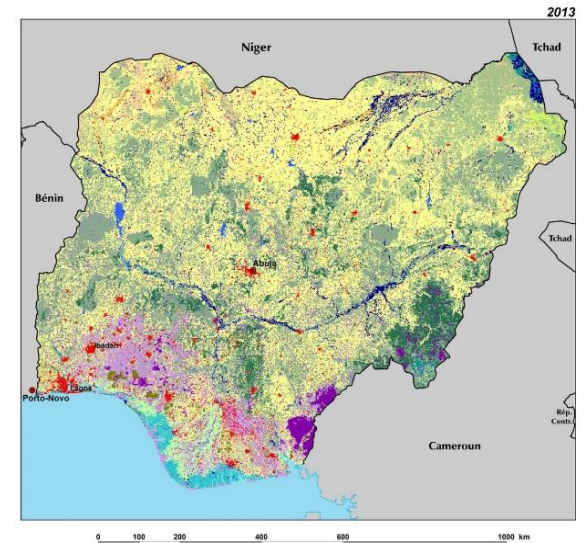 2013
Niger
Tchad
Bénin
Tchad
Abuja
Ibadan
Lagos
Porto-Novo
Rép.
Centr.
Cameroun
0 100 200 400 600 1000 km